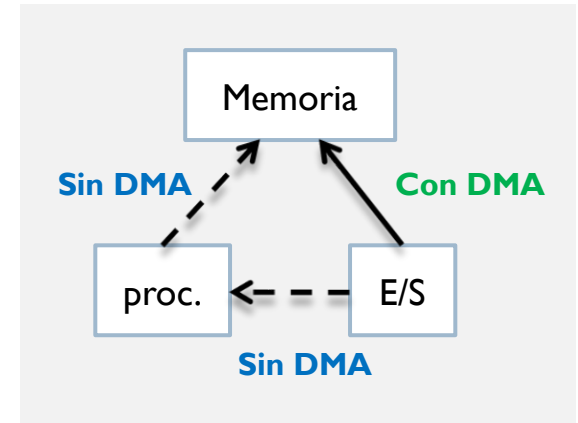 Memoria
Sin DMA
Con DMA
proc.
E/S
Sin DMA